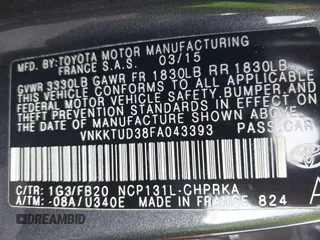 MFD. BY: TOYOTA MOTOR MANUFACTURING
FRANCE S.A.S. 03/15
GVWR 3330LB GAWR FR 1830LB RR 1830LB
THIS VEHICLE CONFORMS TO ALL APPLICABLE
FEDERAL MOTOR VEHICLE SAFETY, BUMPER, AND
THEFT PREVENTION STANDARDS IN EFFECT ON
THE DATE OF MANUFACTURE SHOWN ABOVE.
VNKKTUD38FA043393 PASS. CAR
C/TR: 1G3/FB20 NCP131L-CHPRKA
A/TM: -08A/U340E MADE IN FRANCE 824
DEALERS DATA